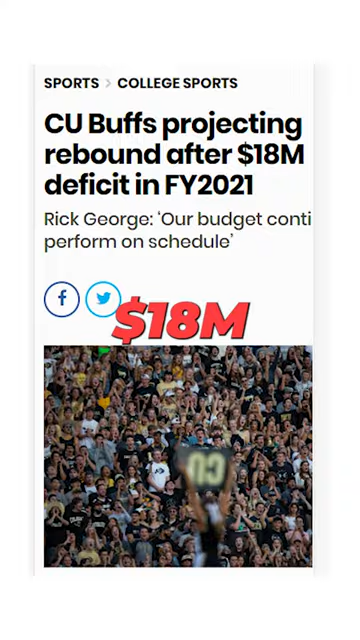 SPORTS > COLLEGE SPORTS
CU Buffs projecting
rebound after $18M
deficit in FY2021
Rick George: ‘Our budget conti
perform on schedule’
$18M
CU